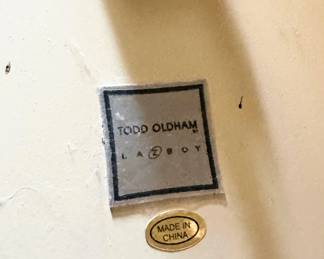 TODD OLDHAM
LA Z BOY
MADE IN
CHINA